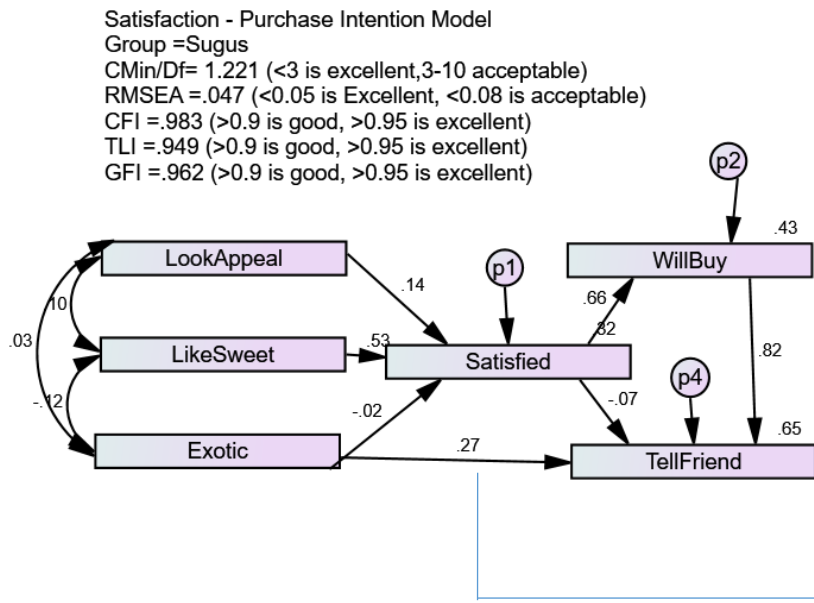 Satisfaction - Purchase Intention Model
Group =Sugus
CMin/Df= 1.221 (<3 is excellent,3-10 acceptable)
RMSEA =.047 (<0.05 is Excellent, <0.08 is acceptable)
CFI =.983 (>0.9 is good, >0.95 is excellent)
TLI =.949 (>0.9 is good, >0.95 is excellent)
GFI =.962 (>0.9 is good, >0.95 is excellent)
p2
.43
LookAppeal
p1
WillBuy
.14
.66
.10
.32
.03
LikeSweet
.53
Satisfied
.82
p4
-.12
-.02
-.07
.65
Exotic
.27
TellFriend